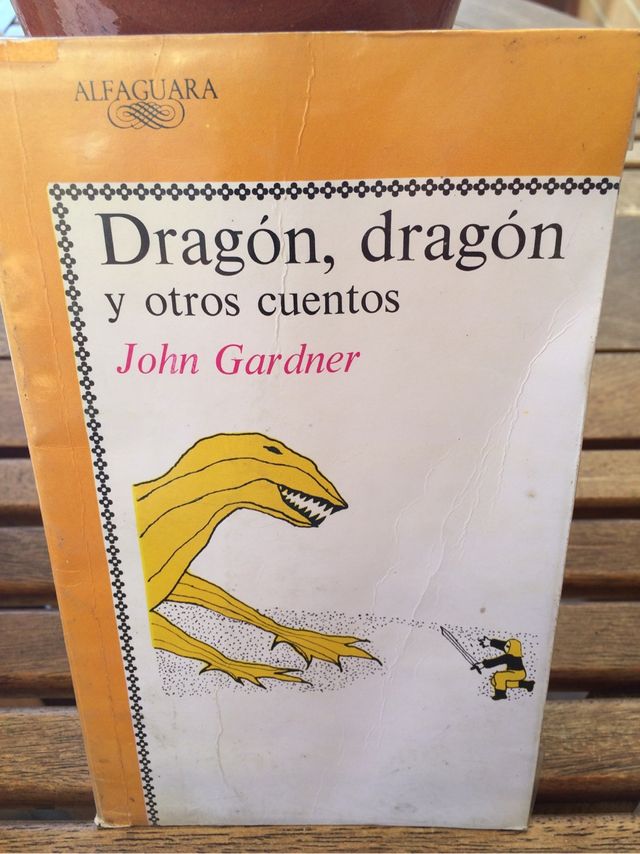 ALFAGUARA
Dragón, dragón
y otros cuentos
John Gardner